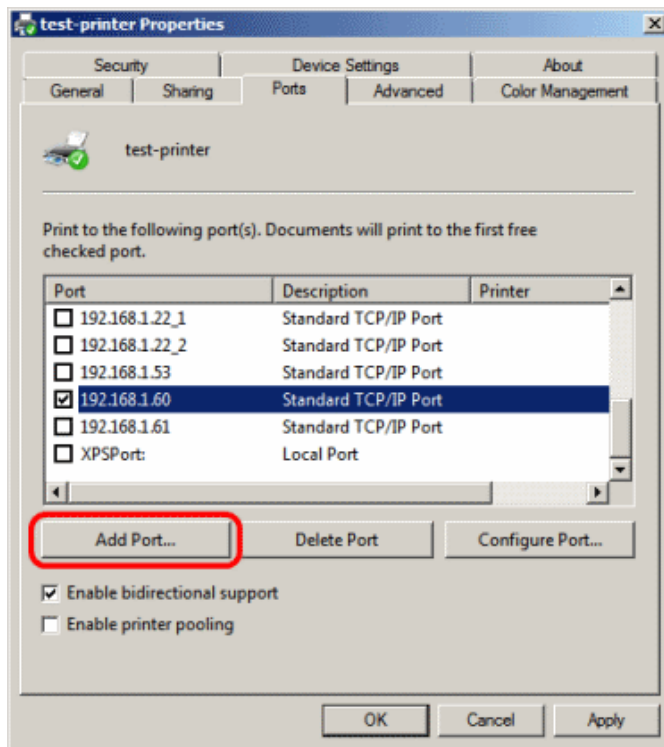 test-printer Properties
Security Device Settings About
General Sharing Ports Advanced Color Management
test-printer
Print to the following port(s). Documents will print to the first free
checked port.
Port Description Printer
192.168.1.22_1 Standard TCP/IP Port
192.168.1.22_2 Standard TCP/IP Port
192.168.1.53 Standard TCP/IP Port
192.168.1.60 Standard TCP/IP Port
192.168.1.61 Standard TCP/IP Port
XPSPort: Local Port
Add Port... Delete Port Configure Port...
Enable bidirectional support
Enable printer pooling
OK Cancel Apply